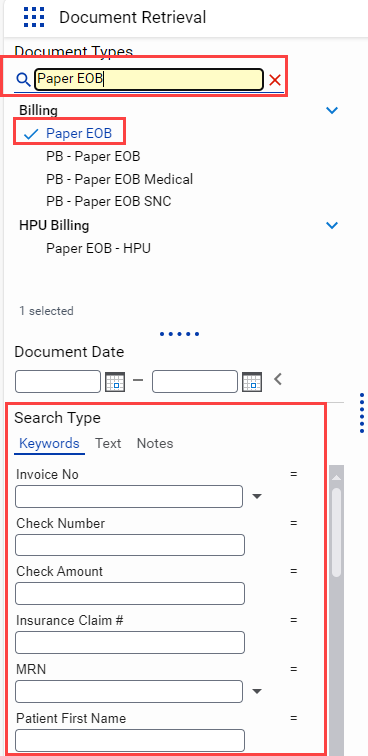 Document Retrieval
Document Types
Paper EOB
Billing
Paper EOB
PB - Paper EOB
PB - Paper EOB Medical
PB - Paper EOB SNC
HPU Billing
Paper EOB - HPU
1 selected
Document Date
–
Search Type
Keywords Text Notes
Invoice No =
Check Number =
Check Amount =
Insurance Claim # =
MRN =
Patient First Name =